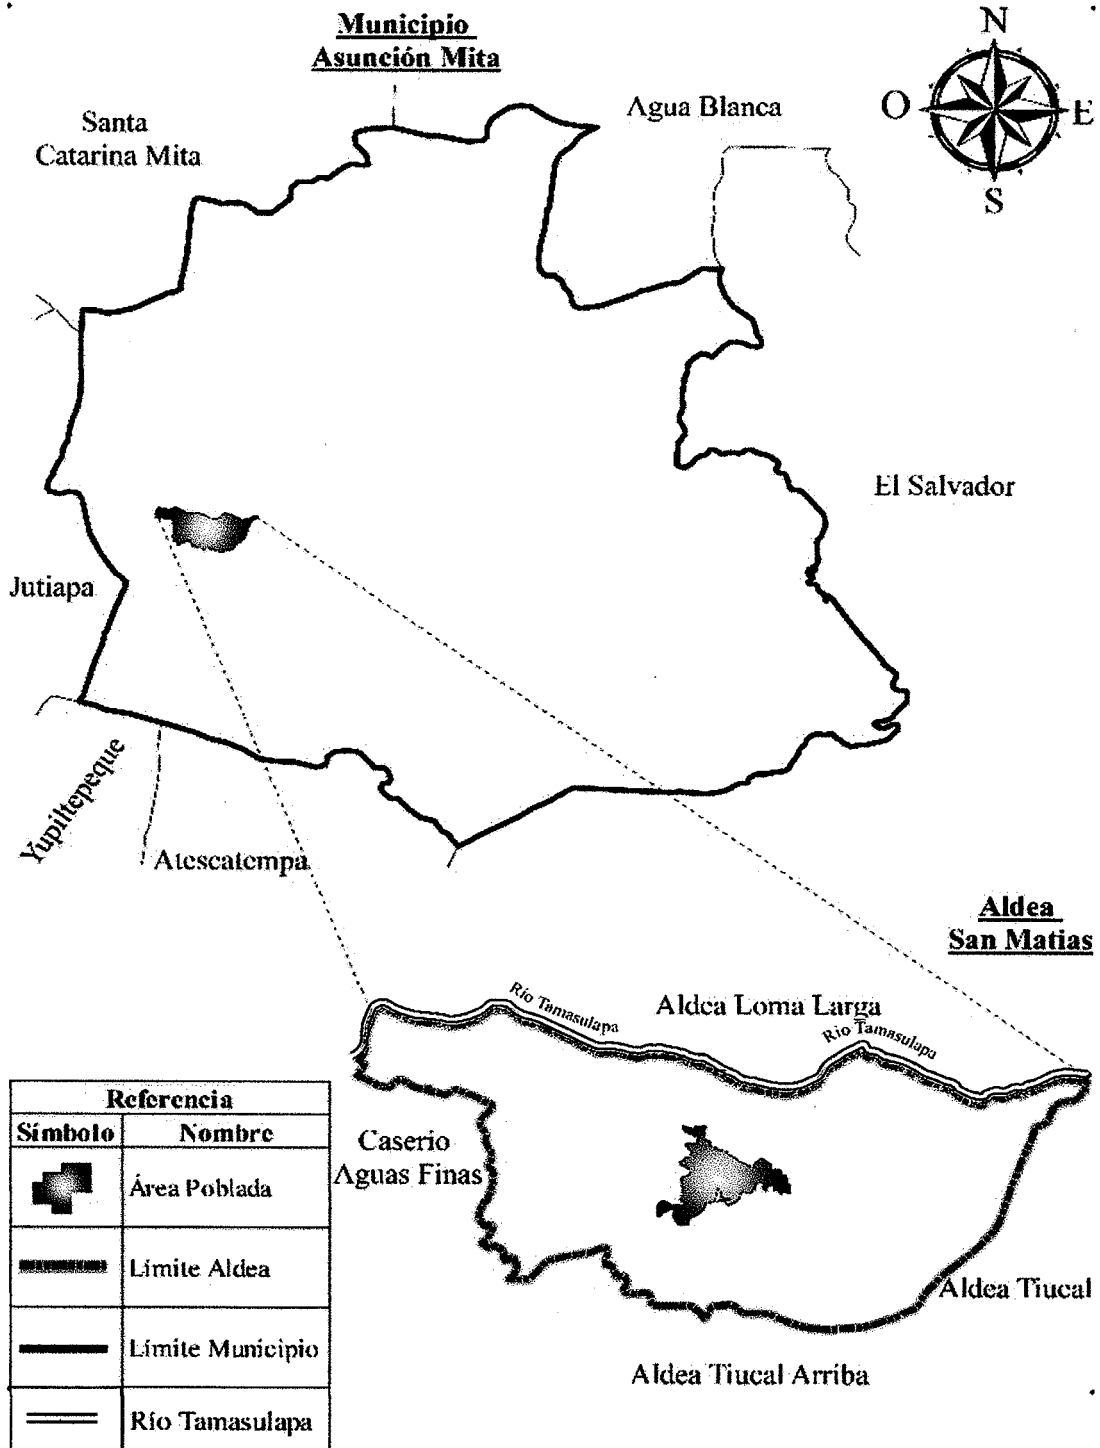 Municipio
Asunción Mita
N
O
E
S
Santa
Catarina Mita
Agua Blanca
El Salvador
Jutiapa
Yupiltepeque
Atescatempa
Aldea
San Matias
Río Tamasulapa
Aldea Loma Larga
Río Tamasulapa
Caserio
Aguas Finas
Aldea Tiucal
Aldea Tiucal Arriba
Referencia
Símbolo Nombre
Área Poblada
Límite Aldea
Límite Municipio
Río Tamasulapa